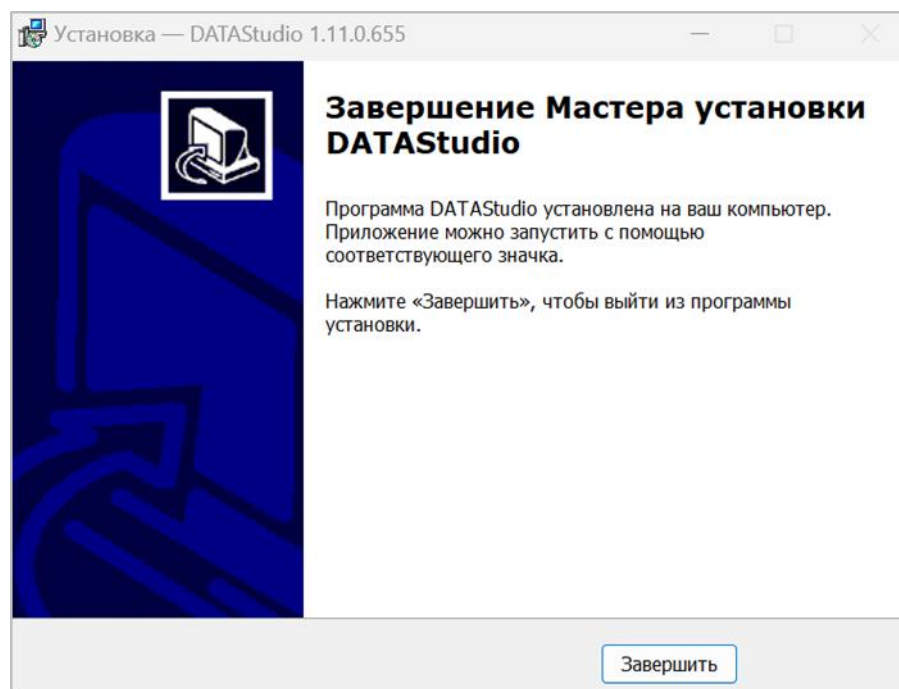 Установка — DATAStudio 1.11.0.655
Завершение Мастера установки
DATAStudio
Программа DATAStudio установлена на ваш компьютер.
Приложение можно запустить с помощью
соответствующего значка.
Нажмите «Завершить», чтобы выйти из программы
установки.
Завершить